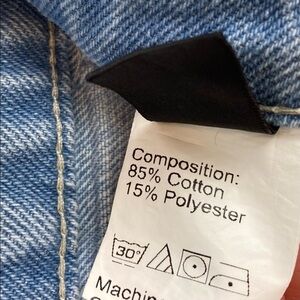 Composition:
85% Cotton
15% Polyester
30°
Machin